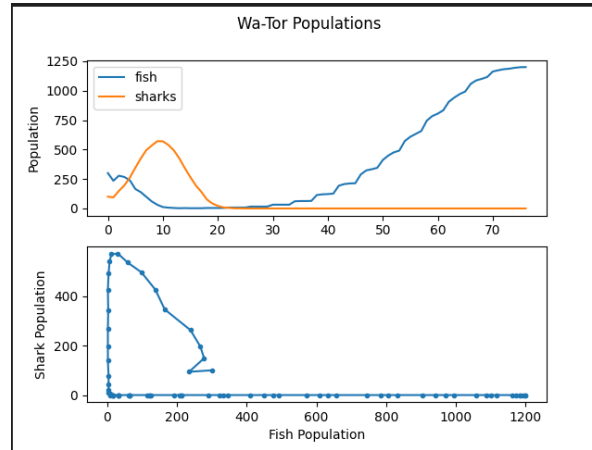 Wa-Tor Populations
1250
1000
750
500
250
0
Population
fish
sharks
0 10 20 30 40 50 60 70
400
200
0
Shark Population
0 200 400 600 800 1000 1200
Fish Population